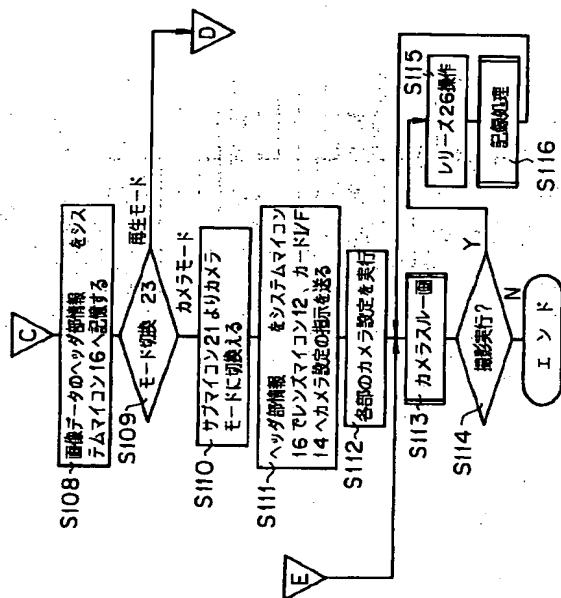 C
S108
画像データのヘッダ部情報 をシス
テムマイコン16へ記憶する
S109
モード切換 23
再生モード
D
カメラモード
S110
サブマイコン21よりカメラ
モードに切換える
S111
ヘッダ部情報 をシステムマイコン
16でレンズマイコン12、カードI/F
14へカメラ設定の指示を送る
S112
各部のカメラ設定を実行
E
S113
カメラスルー画
S114
撮影実行?
Y
N
S115
レリーズ26操作
記録処理
S116
エンド